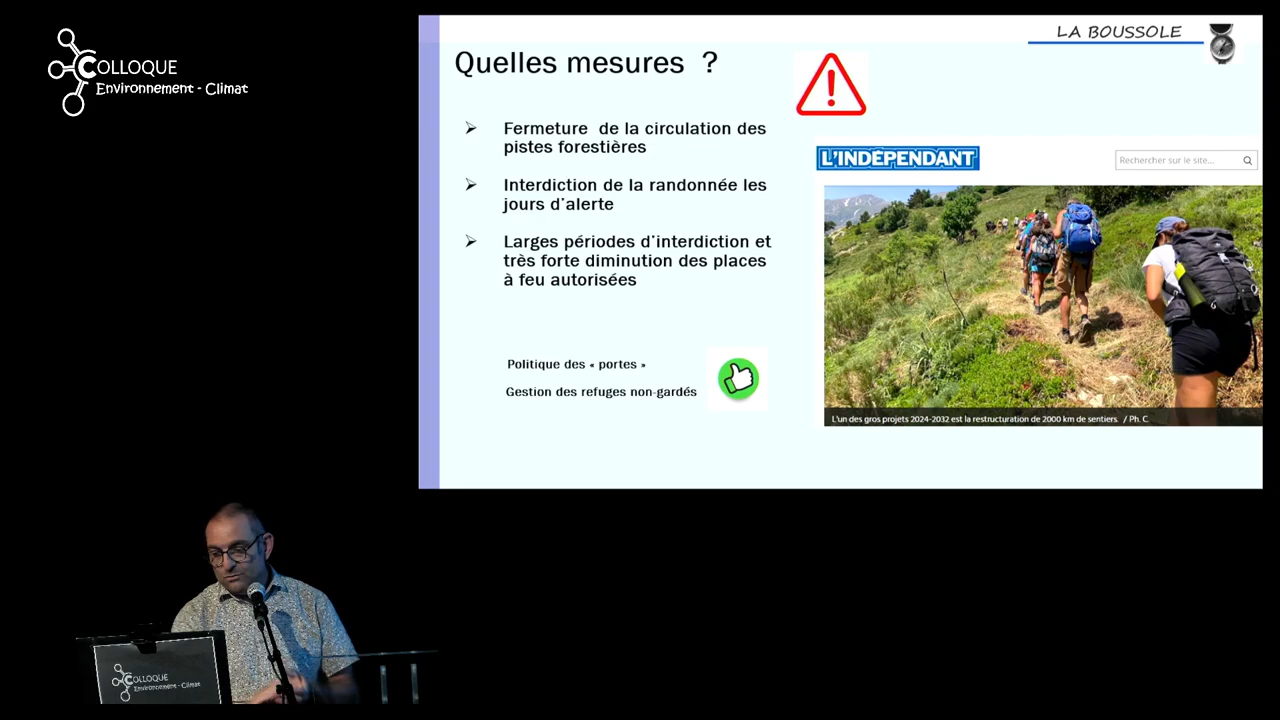 COLLOQUE
Environnement - Climat
LA BOUSSOLE
Quelles mesures ?
Fermeture de la circulation des
pistes forestières
Interdiction de la randonnée les
jours d'alerte
Larges périodes d'interdiction et
très forte diminution des places
à feu autorisées
Politique des « portes »
Gestion des refuges non-gardés
L'INDÉPENDANT
Rechercher sur le site...
L'un des gros projets 2024-2032 est la restructuration de 2000 km de sentiers. / Ph. C.
COLLOQUE
Environnement - Climat